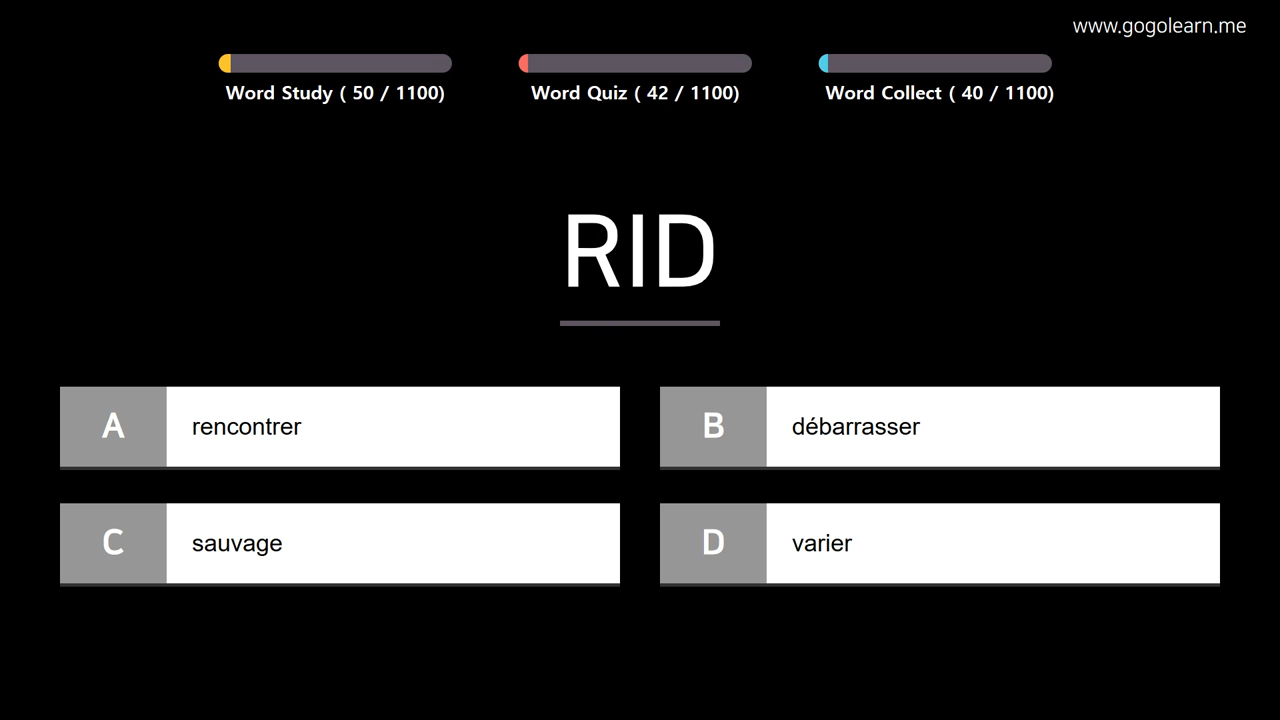 www.gogolearn.me
Word Study ( 50 / 1100)
Word Quiz ( 42 / 1100)
Word Collect ( 40 / 1100)
RID
A rencontrer
B débarrasser
C sauvage
D varier